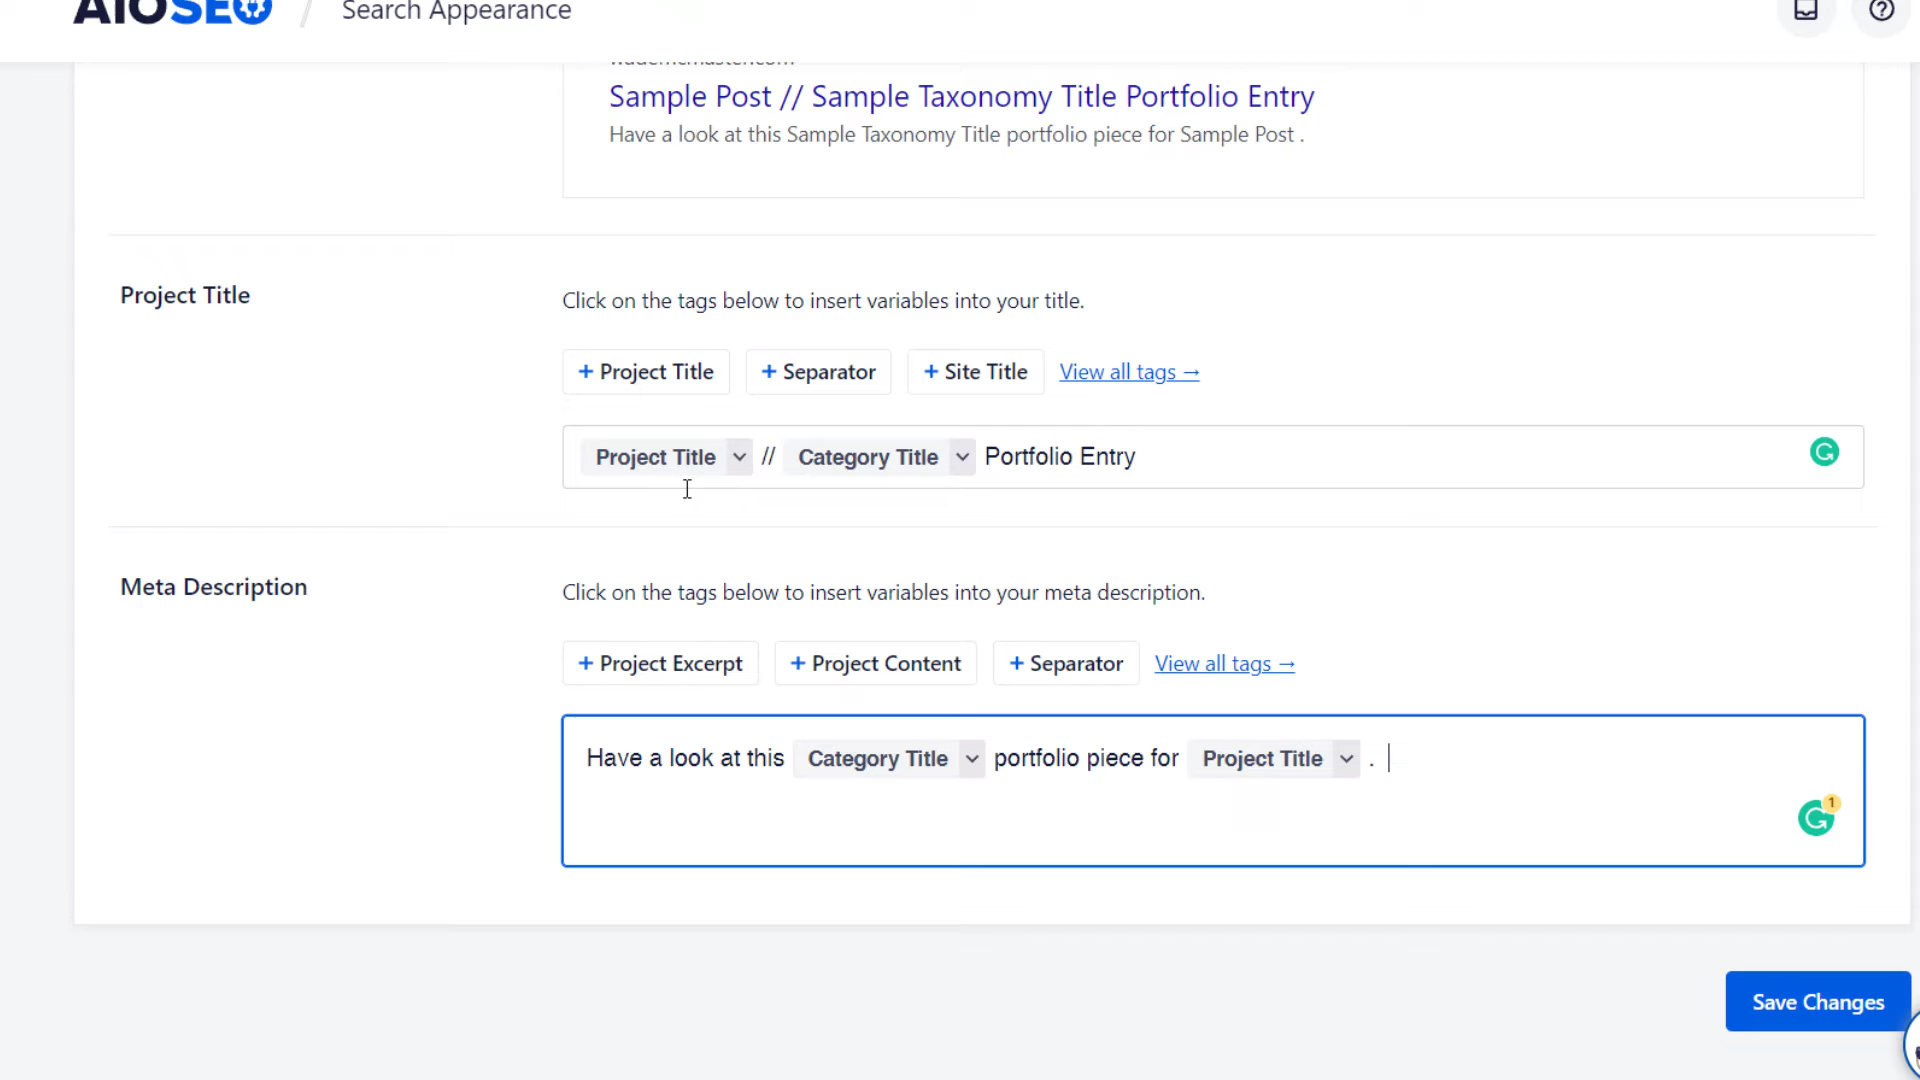 AIOSEO / Search Appearance
Sample Post // Sample Taxonomy Title Portfolio Entry
Have a look at this Sample Taxonomy Title portfolio piece for Sample Post .
Project Title
Click on the tags below to insert variables into your title.
+ Project Title + Separator + Site Title View all tags →
Project Title // Category Title Portfolio Entry
Meta Description
Click on the tags below to insert variables into your meta description.
+ Project Excerpt + Project Content + Separator View all tags →
Have a look at this Category Title portfolio piece for Project Title .
1
Save Changes